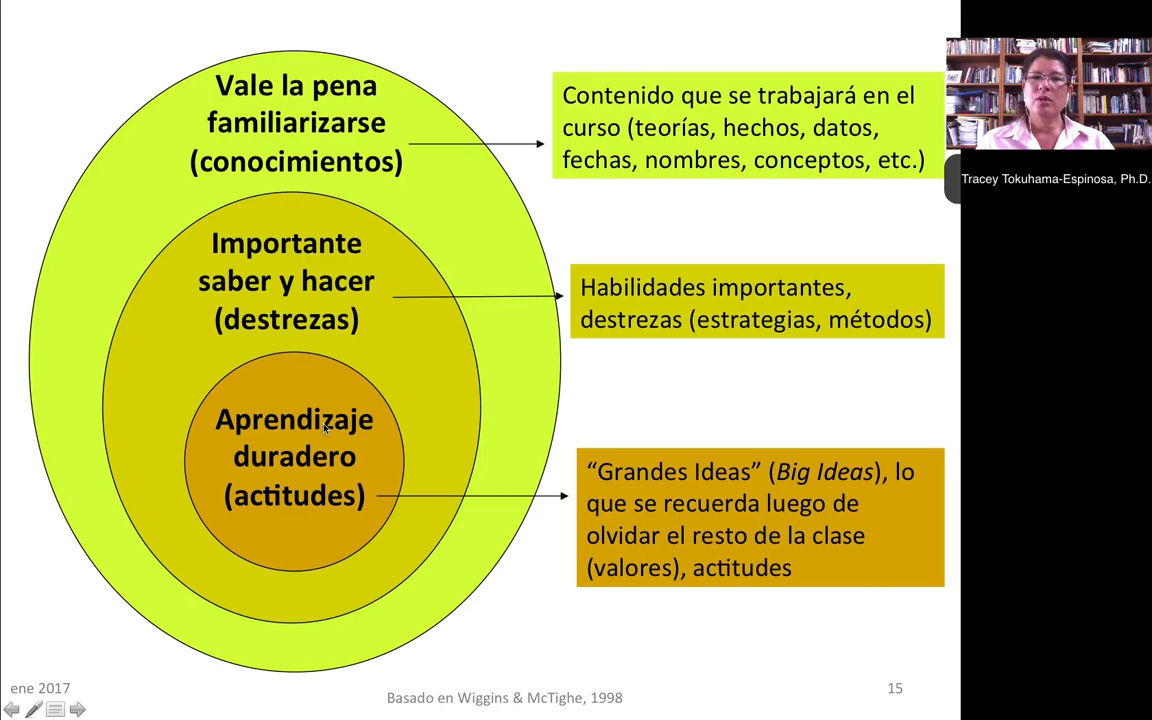 Vale la pena
familiarizarse
(conocimientos)
Contenido que se trabajará en el
curso (teorías, hechos, datos,
fechas, nombres, conceptos, etc.)
Tracey Tokuhama-Espinosa, Ph.D.
Importante
saber y hacer
(destrezas)
Habilidades importantes,
destrezas (estrategias, métodos)
Aprendizaje
duradero
(actitudes)
“Grandes Ideas” (Big Ideas), lo
que se recuerda luego de
olvidar el resto de la clase
(valores), actitudes
ene 2017
Basado en Wiggins & McTighe, 1998
15